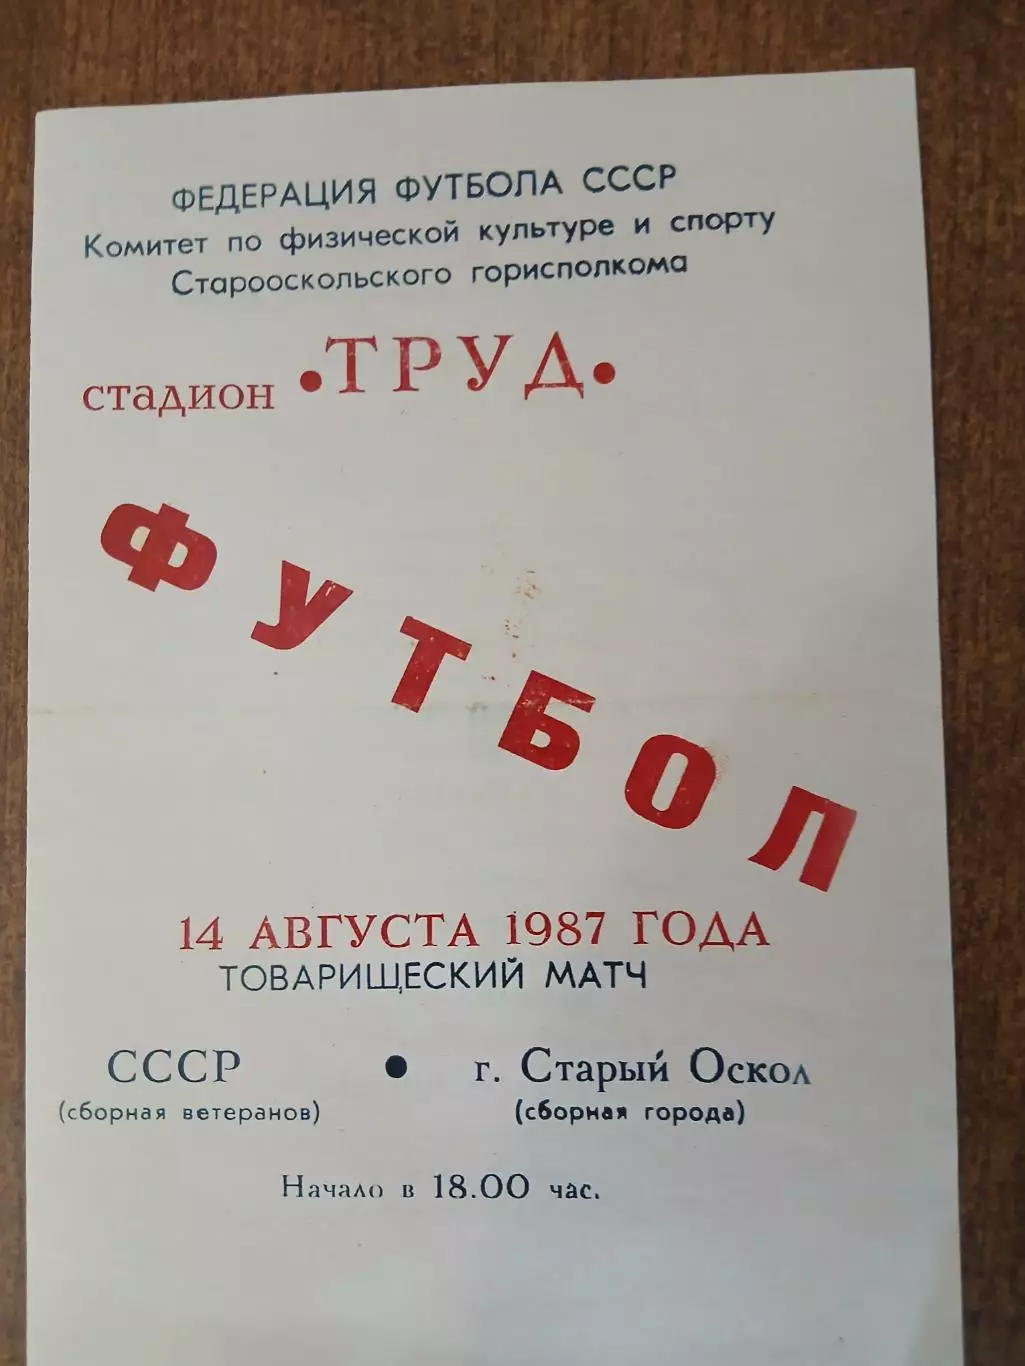 ФЕДЕРАЦИЯ ФУТБОЛА СССР
Комитет по физической культуре и спорту
Старооскольского горисполкома
стадион •ТРУД•
ФУТБОЛ
14 АВГУСТА 1987 ГОДА
ТОВАРИЩЕСКИЙ МАТЧ
СССР • г. Старый Оскол
(сборная ветеранов) (сборная города)
Начало в 18.00 час.